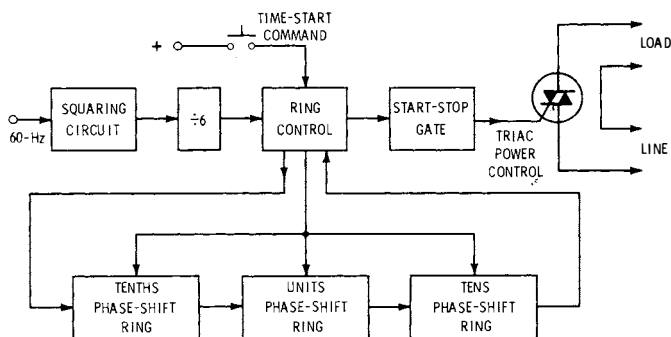 TIME-START
COMMAND
+
LOAD
SQUARING
CIRCUIT
÷6
RING
CONTROL
START-STOP
GATE
60-Hz
TRIAC
POWER
CONTROL
LINE
TENTHS
PHASE-SHIFT
RING
UNITS
PHASE-SHIFT
RING
TENS
PHASE-SHIFT
RING